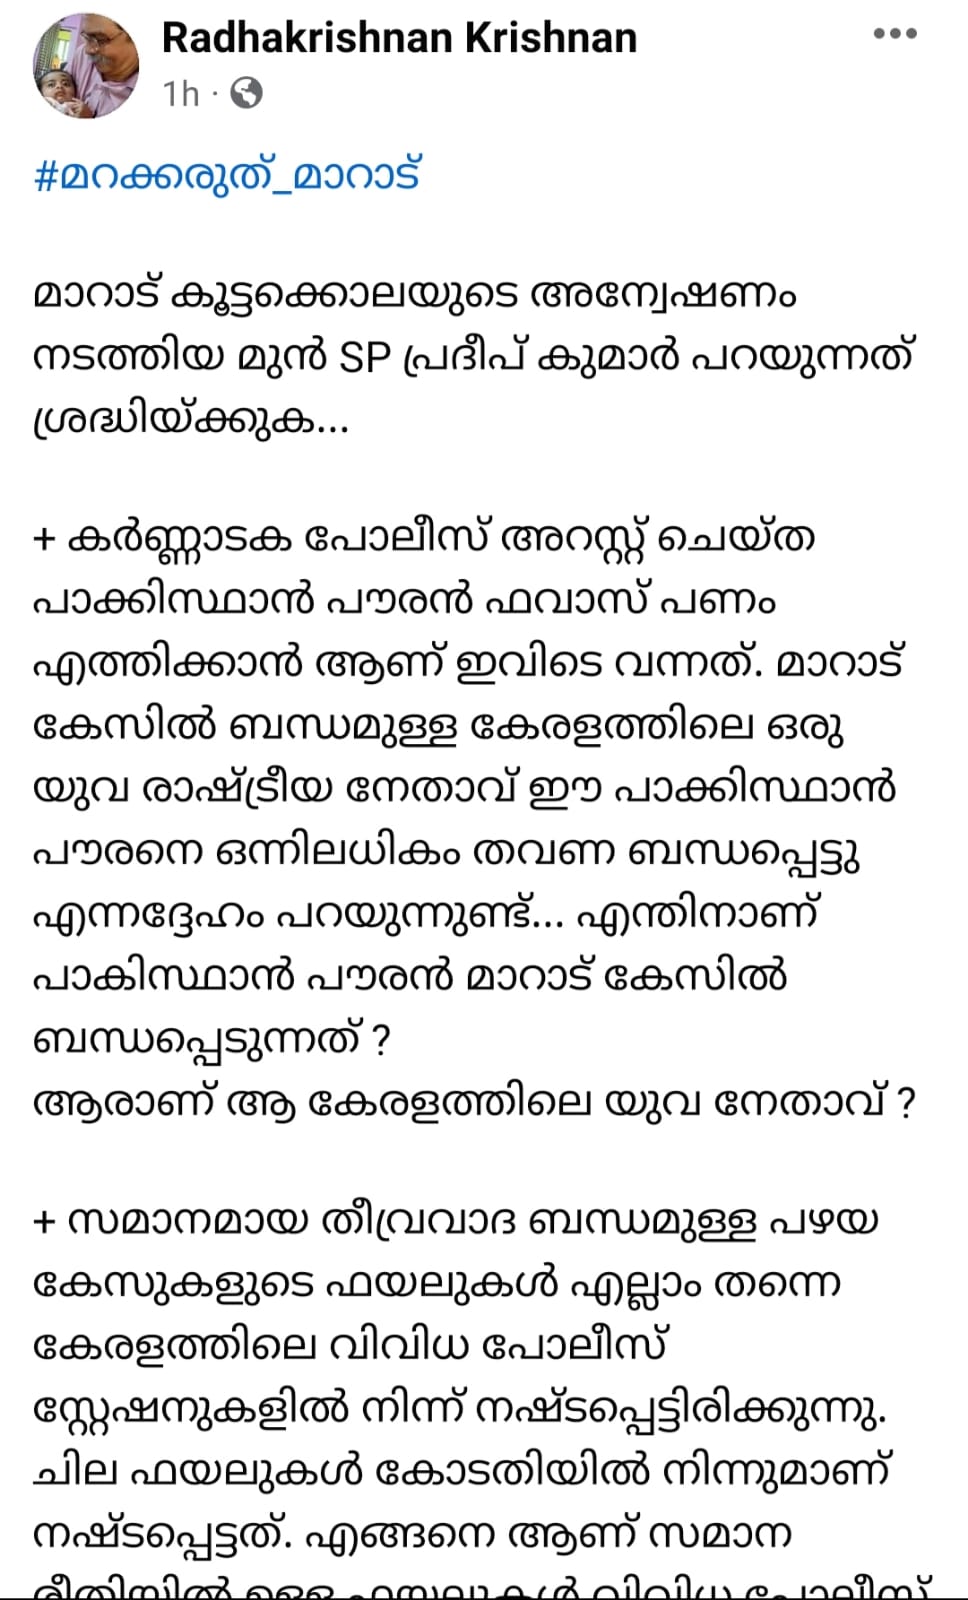 Radhakrishnan Krishnan
1h ·
#മറക്കരുത്_മാറാട്
മാറാട് കൂട്ടക്കൊലയുടെ അന്വേഷണം
നടത്തിയ മുൻ SP പ്രദീപ് കുമാർ പറയുന്നത്
ശ്രദ്ധിയ്ക്കുക...
+ കർണ്ണാടക പോലീസ് അറസ്റ്റ് ചെയ്ത
പാക്കിസ്ഥാൻ പൗരൻ ഫവാസ് പണം
എത്തിക്കാൻ ആണ് ഇവിടെ വന്നത്. മാറാട്
കേസിൽ ബന്ധമുള്ള കേരളത്തിലെ ഒരു
യുവ രാഷ്ട്രീയ നേതാവ് ഈ പാക്കിസ്ഥാൻ
പൗരനെ ഒന്നിലധികം തവണ ബന്ധപ്പെട്ടു
എന്നദ്ദേഹം പറയുന്നുണ്ട്... എന്തിനാണ്
പാകിസ്ഥാൻ പൗരൻ മാറാട് കേസിൽ
ബന്ധപ്പെടുന്നത് ?
ആരാണ് ആ കേരളത്തിലെ യുവ നേതാവ് ?
+ സമാനമായ തീവ്രവാദ ബന്ധമുള്ള പഴയ
കേസുകളുടെ ഫയലുകൾ എല്ലാം തന്നെ
കേരളത്തിലെ വിവിധ പോലീസ്
സ്റ്റേഷനുകളിൽ നിന്ന് നഷ്ടപ്പെട്ടിരിക്കുന്നു.
ചില ഫയലുകൾ കോടതിയിൽ നിന്നുമാണ്
നഷ്ടപ്പെട്ടത്. എങ്ങനെ ആണ് സമാന
രീതിയിൽ ഉള്ള ഫയലുകൾ വിവിധ പോലീസ്